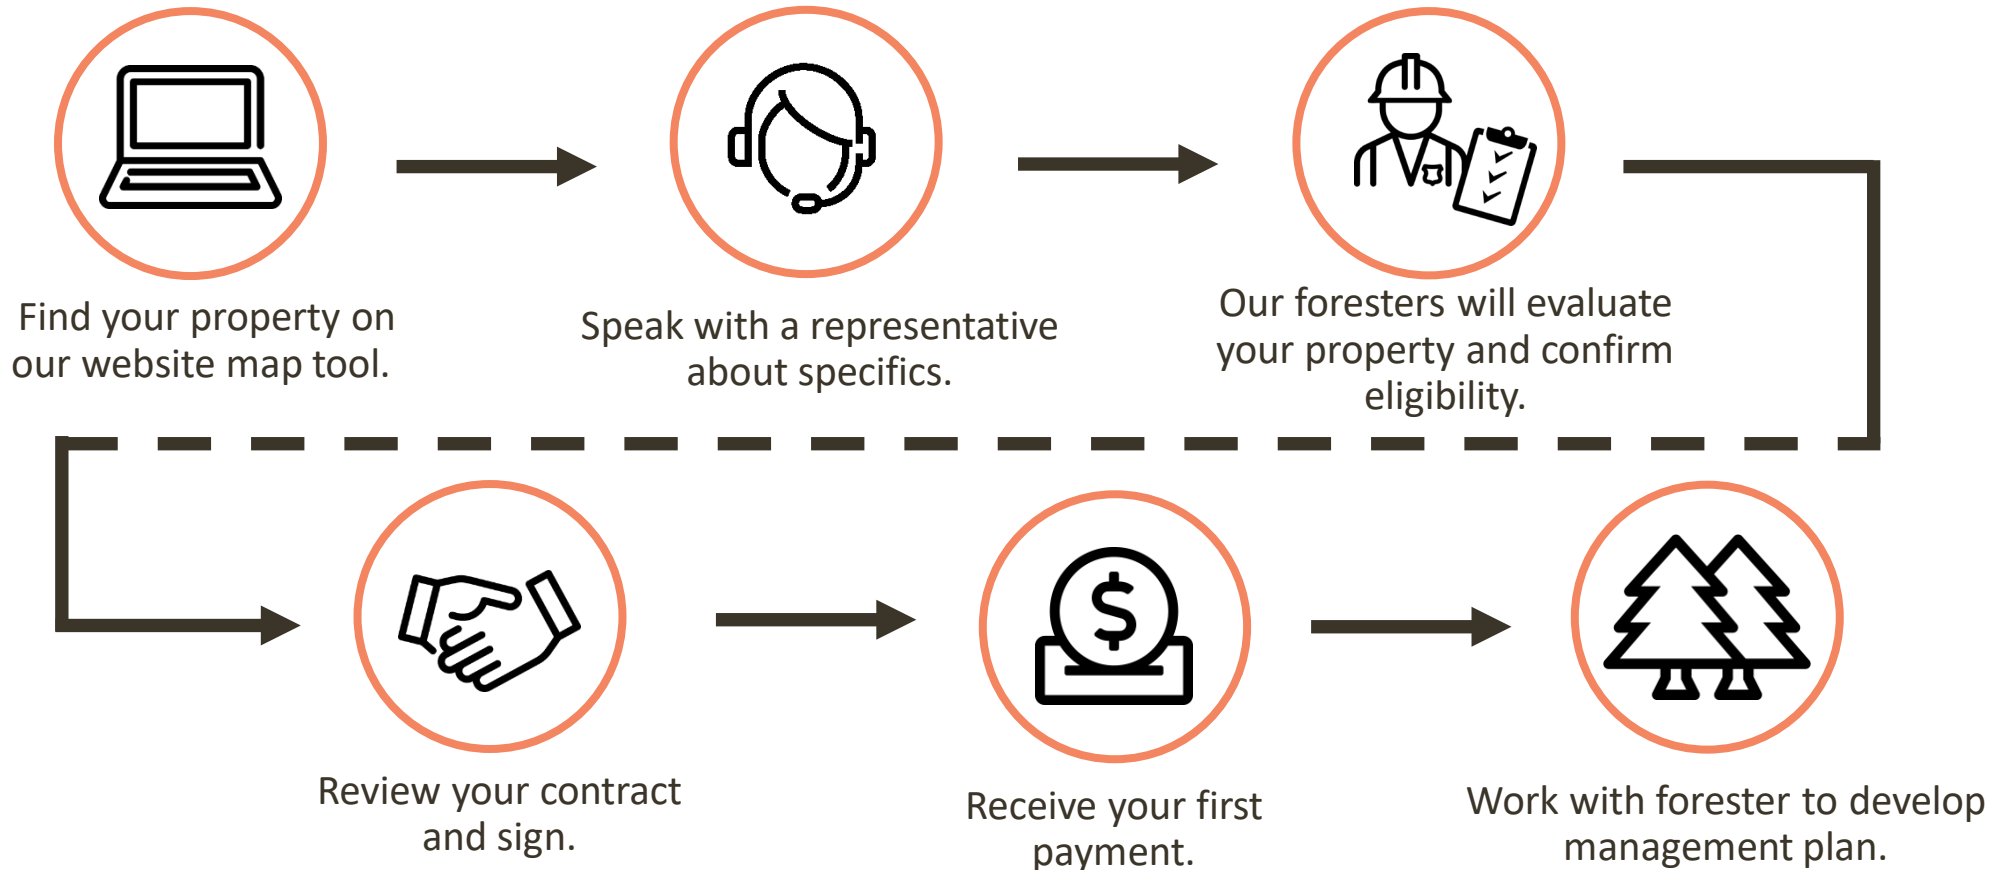 Find your property on
our website map tool.
Speak with a representative
about specifics.
Our foresters will evaluate
your property and confirm
eligibility.
Review your contract
and sign.
$
Receive your first
payment.
Work with forester to develop
management plan.